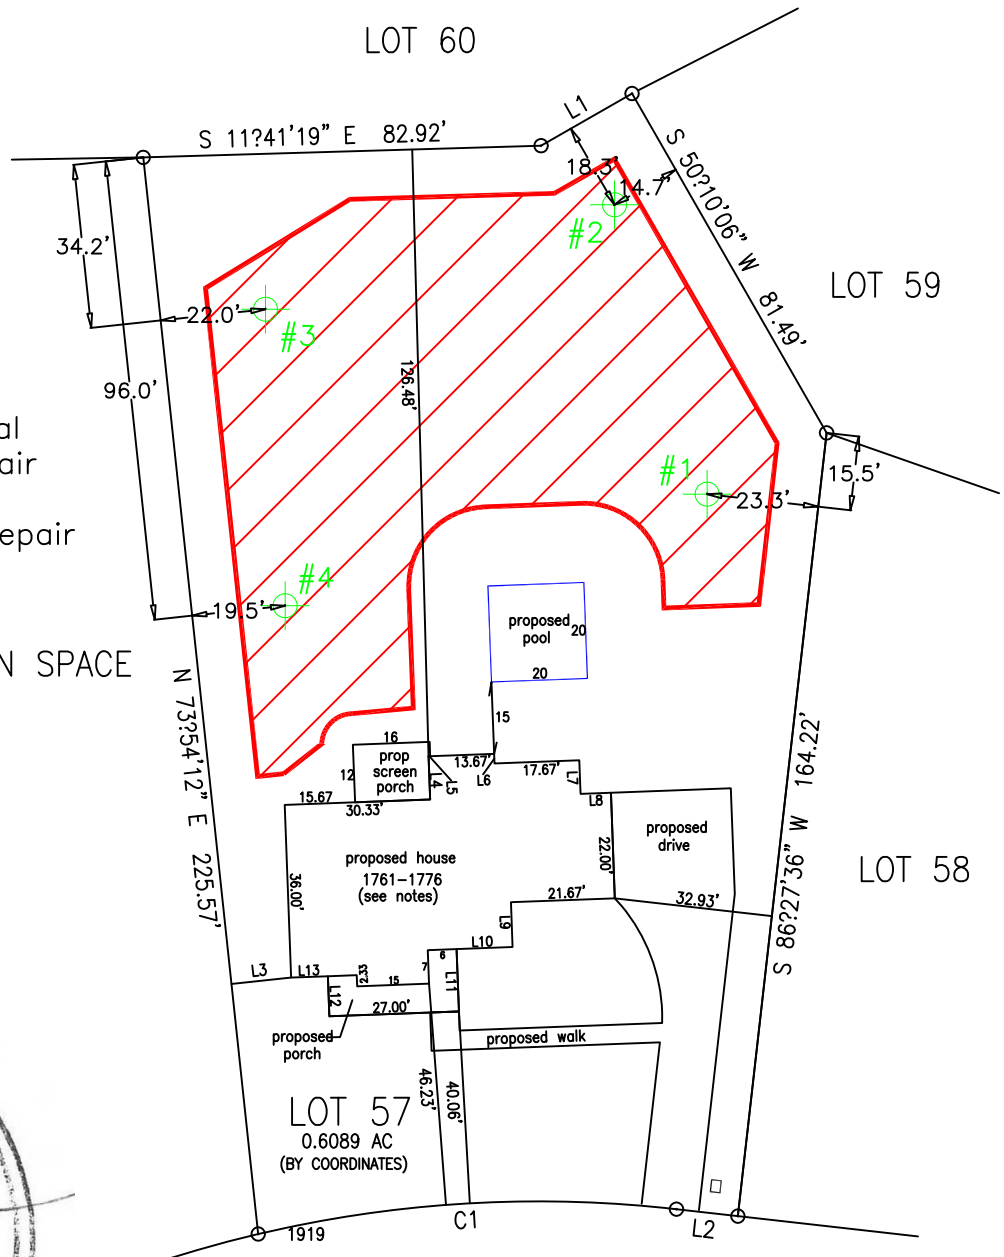 LOT 60
L1
S 11?41'19" E 82.92'
18.3'
14.7'
S 50?10'06" W 81.49'
34.2'
#2
LOT 59
22.0'
#3
96.0'
126.48'
al
air
#1
15.5'
23.3'
epair
#4
19.5'
proposed
pool
20
20
N SPACE
N 73?54'12" E 225.57'
15
16
prop
screen
porch
12
L4
L5
13.67'
L6
17.67'
L7
L8
S 86?27'36" W 164.22'
15.67
30.33'
proposed
drive
proposed house
1761-1776
(see notes)
22.00'
LOT 58
36.00'
21.67'
32.93'
L9
L10
6
7
L11
L3
L13
2.33
15
L12
27.00'
proposed
porch
proposed walk
46.23'
40.06'
LOT 57
0.6089 AC
(BY COORDINATES)
1919
C1
L2